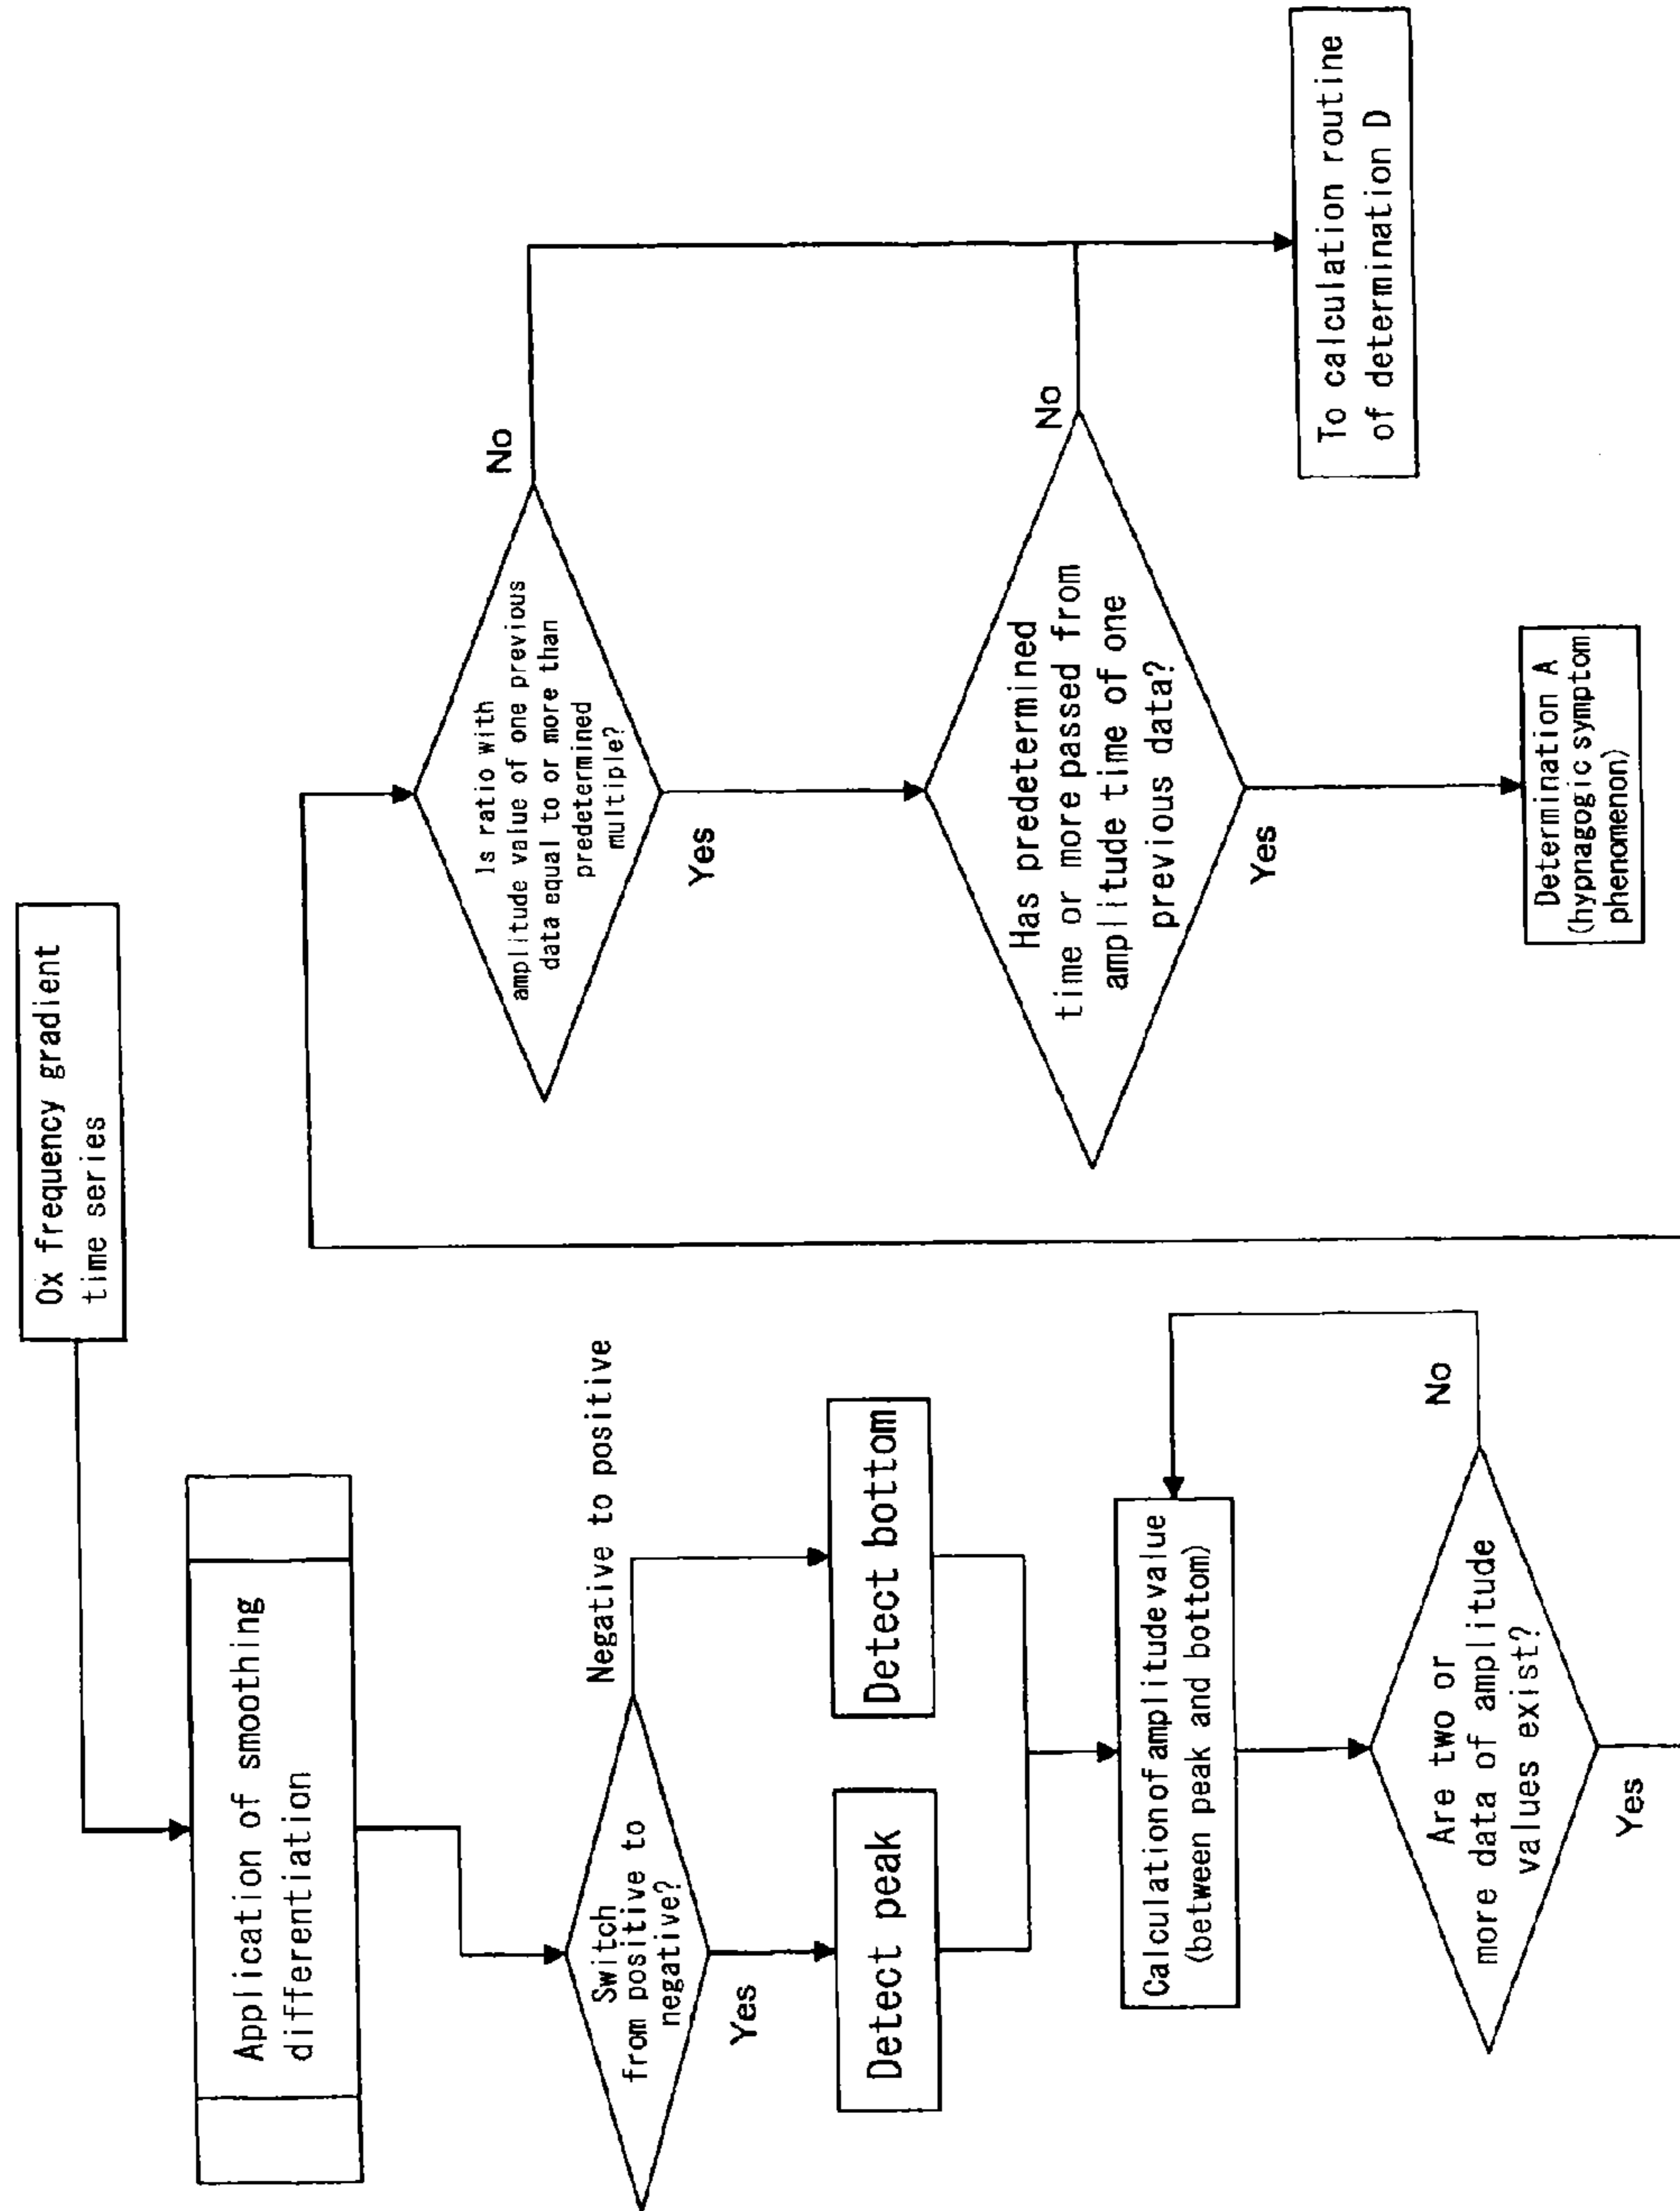 0x frequency gradient
time series
Application of smoothing
differentiation
Switch
from positive to
negative?
Negative to positive
Yes
Detect peak
Detect bottom
Calculation of amplitude value
(between peak and bottom)
Are two or
more data of amplitude
values exist?
No
Yes
Is ratio with
amplitude value of one previous
data equal to or more than
predetermined
multiple?
No
Yes
Has predetermined
time or more passed from
amplitude time of one
previous data?
No
Yes
Determination A
(hypnagogic symptom
phenomenon)
To calculation routine
of determination D